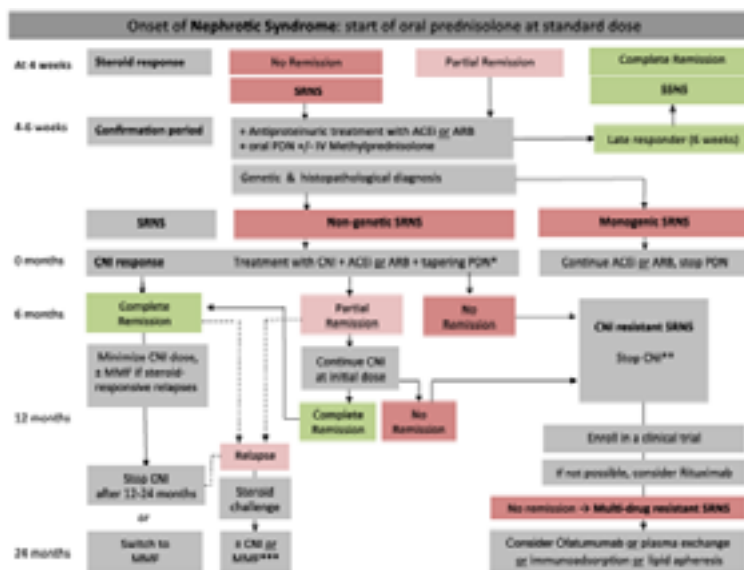 Onset of Nephrotic Syndrome: start of oral prednisolone at standard dose
At 4 weeks
Steroid response
No Remission
Partial Remission
Complete Remission
SRNS
SSNS
4-6 weeks
Confirmation period
+ Antiproteinuric treatment with ACEi or ARB
+ oral PDN +/- IV Methylprednisolone
Late responder (6 weeks)
Genetic & histopathological diagnosis
SRNS
Non-genetic SRNS
Monogenic SRNS
0 months
CNI response
Treatment with CNI + ACEi or ARB + tapering PDN*
Continue ACEi or ARB, stop PDN
6 months
Complete
Remission
Partial
Remission
No
Remission
CNI resistant SRNS
Stop CNI**
Minimize CNI dose,
± MMF if steroid-
responsive relapses
Continue CNI
at initial dose
12 months
Complete
Remission
No
Remission
Enroll in a clinical trial
Relapse
If not possible, consider Rituximab
Stop CNI
after 12-24 months
Steroid
challenge
No remission → Multi-drug resistant SRNS
or
24 months
Switch to
MMF
± CNI or
MMF***
Consider Ofatumumab or plasma exchange
or immunoadsorption or lipid apheresis